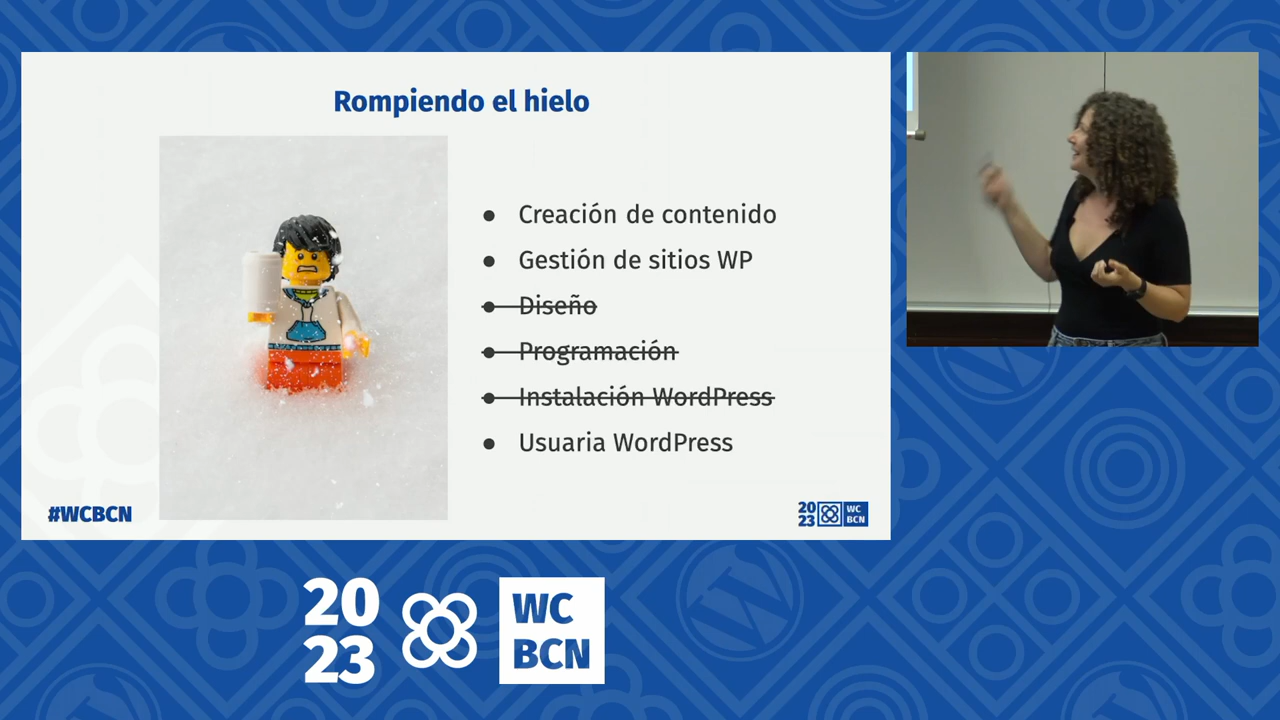 Rompiendo el hielo
● Creación de contenido
● Gestión de sitios WP
● Diseño
● Programación
● Instalación WordPress
● Usuaria WordPress
#WCBCN
20
23
WC
BCN
20
23
WC
BCN